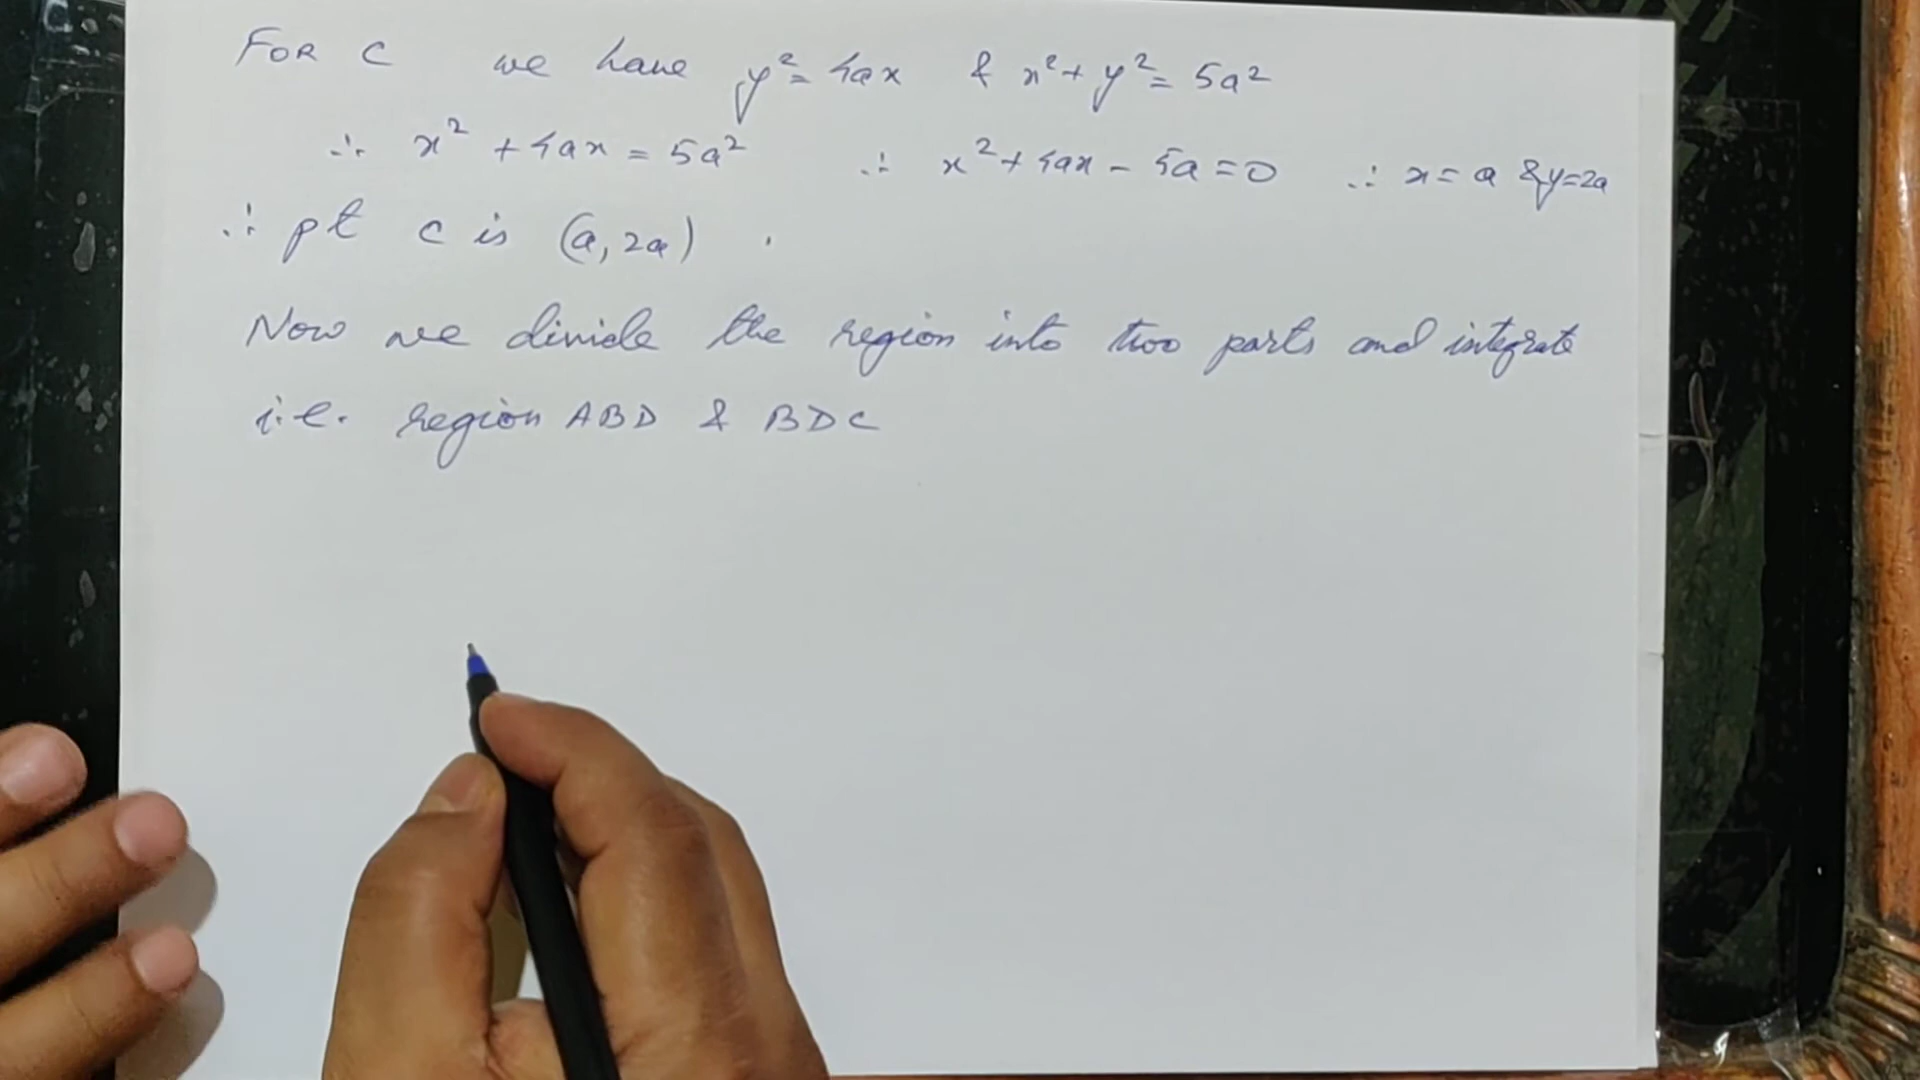 FOR C we have y² = 4ax & x² + y² = 5a²
∴ x² + 4ax = 5a² ∴ x² + 4ax - 5a = 0 ∴ x = a & y = 2a
∴ pt C is (a, 2a) .
Now we divide the region into two parts and integrate
i.e. region ABD & BDC